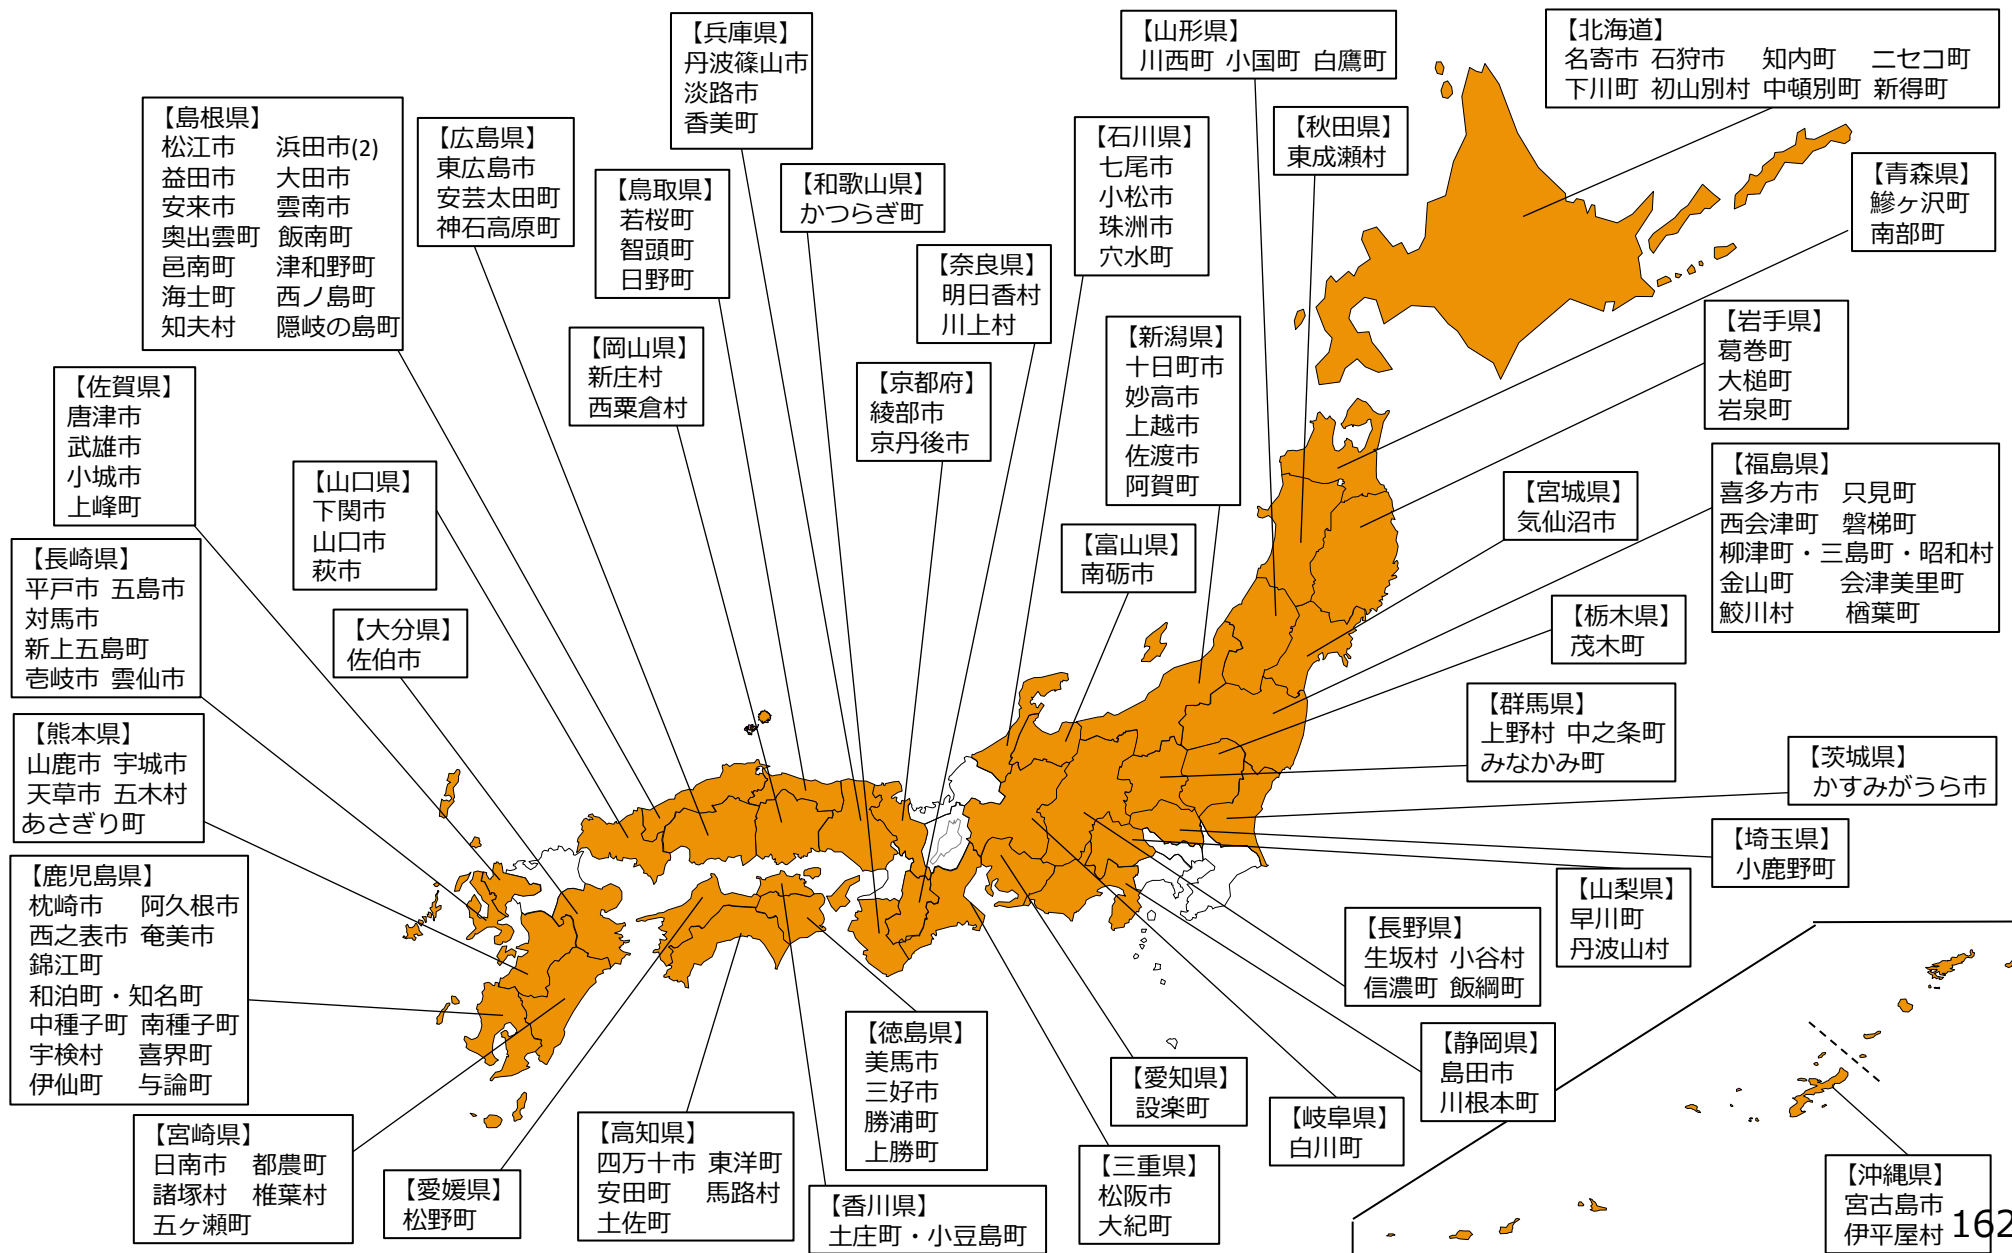 【兵庫県】
丹波篠山市
淡路市
香美町
【山形県】
川西町 小国町 白鷹町
【北海道】
名寄市 石狩市 知内町 ニセコ町
下川町 初山別村 中頓別町 新得町
【島根県】
松江市 浜田市(2)
益田市 大田市
安来市 雲南市
奥出雲町 飯南町
邑南町 津和野町
海士町 西ノ島町
知夫村 隠岐の島町
【広島県】
東広島市
安芸太田町
神石高原町
【鳥取県】
若桜町
智頭町
日野町
【和歌山県】
かつらぎ町
【石川県】
七尾市
小松市
珠洲市
穴水町
【秋田県】
東成瀬村
【青森県】
鰺ヶ沢町
南部町
【奈良県】
明日香村
川上村
【岡山県】
新庄村
西粟倉村
【京都府】
綾部市
京丹後市
【新潟県】
十日町市
妙高市
上越市
佐渡市
阿賀町
【岩手県】
葛巻町
大槌町
岩泉町
【佐賀県】
唐津市
武雄市
小城市
上峰町
【山口県】
下関市
山口市
萩市
【宮城県】
気仙沼市
【福島県】
喜多方市 只見町
西会津町 磐梯町
柳津町・三島町・昭和村
金山町 会津美里町
鮫川村 楢葉町
【富山県】
南砺市
【長崎県】
平戸市 五島市
対馬市
新上五島町
壱岐市 雲仙市
【大分県】
佐伯市
【栃木県】
茂木町
【群馬県】
上野村 中之条町
みなかみ町
【熊本県】
山鹿市 宇城市
天草市 五木村
あさぎり町
【茨城県】
かすみがうら市
【埼玉県】
小鹿野町
【鹿児島県】
枕崎市 阿久根市
西之表市 奄美市
錦江町
和泊町・知名町
中種子町 南種子町
宇検村 喜界町
伊仙町 与論町
【山梨県】
早川町
丹波山村
【長野県】
生坂村 小谷村
信濃町 飯綱町
【徳島県】
美馬市
三好市
勝浦町
上勝町
【静岡県】
島田市
川根本町
【愛知県】
設楽町
【岐阜県】
白川町
【宮崎県】
日南市 都農町
諸塚村 椎葉村
五ヶ瀬町
【愛媛県】
松野町
【高知県】
四万十市 東洋町
安田町 馬路村
土佐町
【香川県】
土庄町・小豆島町
【三重県】
松阪市
大紀町
【沖縄県】
宮古島市
伊平屋村
162